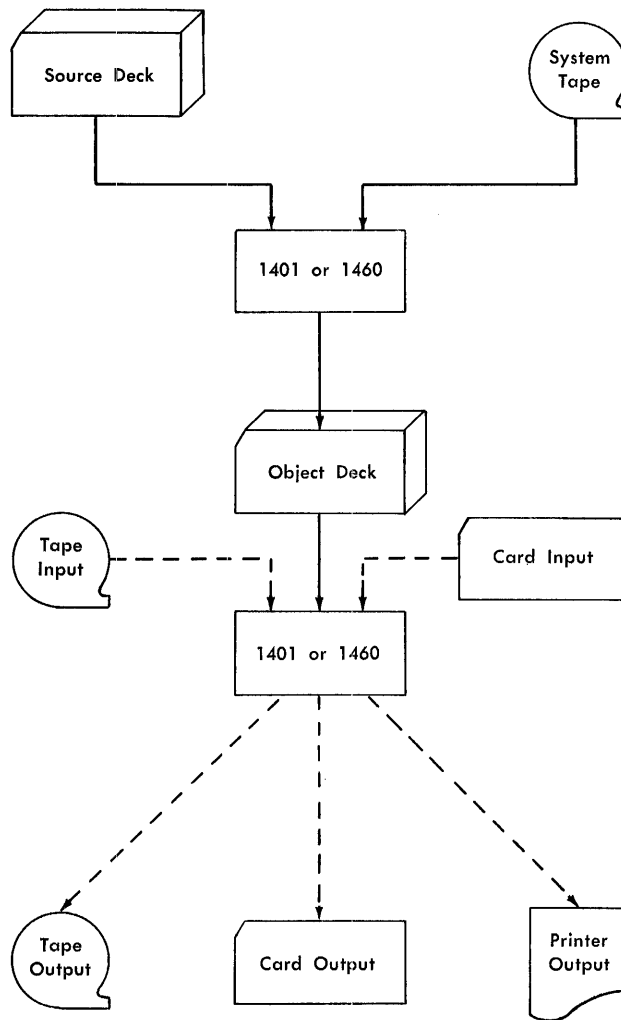 Source Deck
System
Tape
1401 or 1460
Object Deck
Tape
Input
Card Input
1401 or 1460
Tape
Output
Card Output
Printer
Output